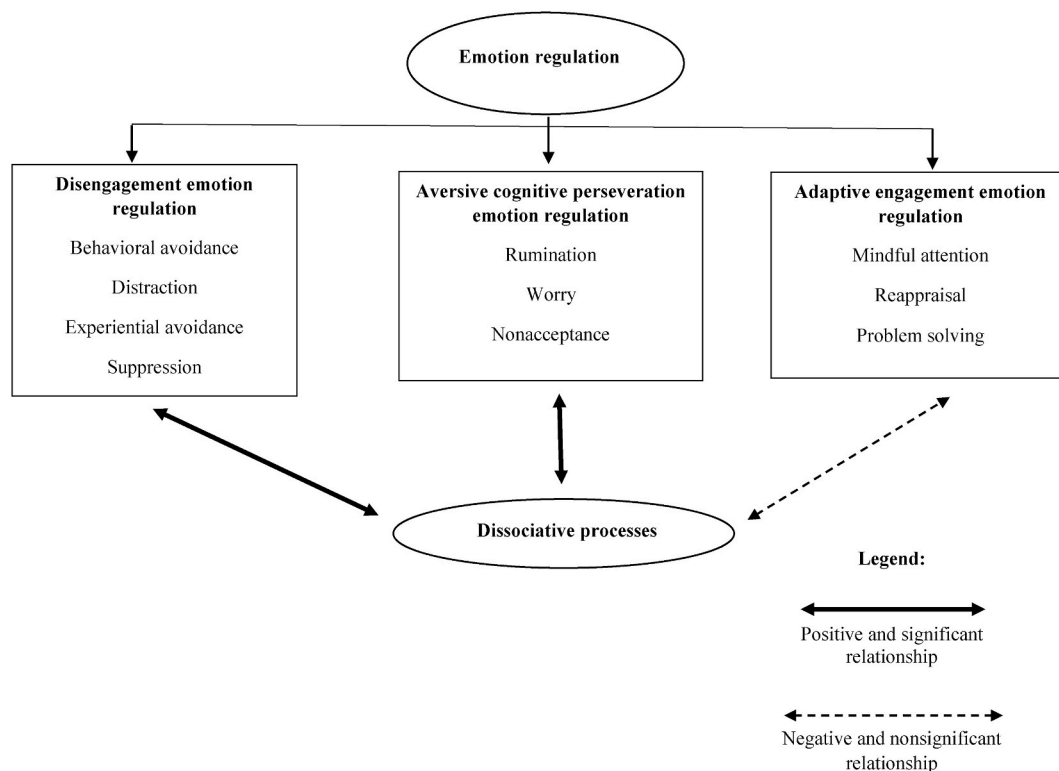 Emotion regulation
Disengagement emotion
regulation
Behavioral avoidance
Distraction
Experiential avoidance
Suppression
Aversive cognitive perseveration
emotion regulation
Rumination
Worry
Nonacceptance
Adaptive engagement emotion
regulation
Mindful attention
Reappraisal
Problem solving
Dissociative processes
Legend:
Positive and significant
relationship
Negative and nonsignificant
relationship